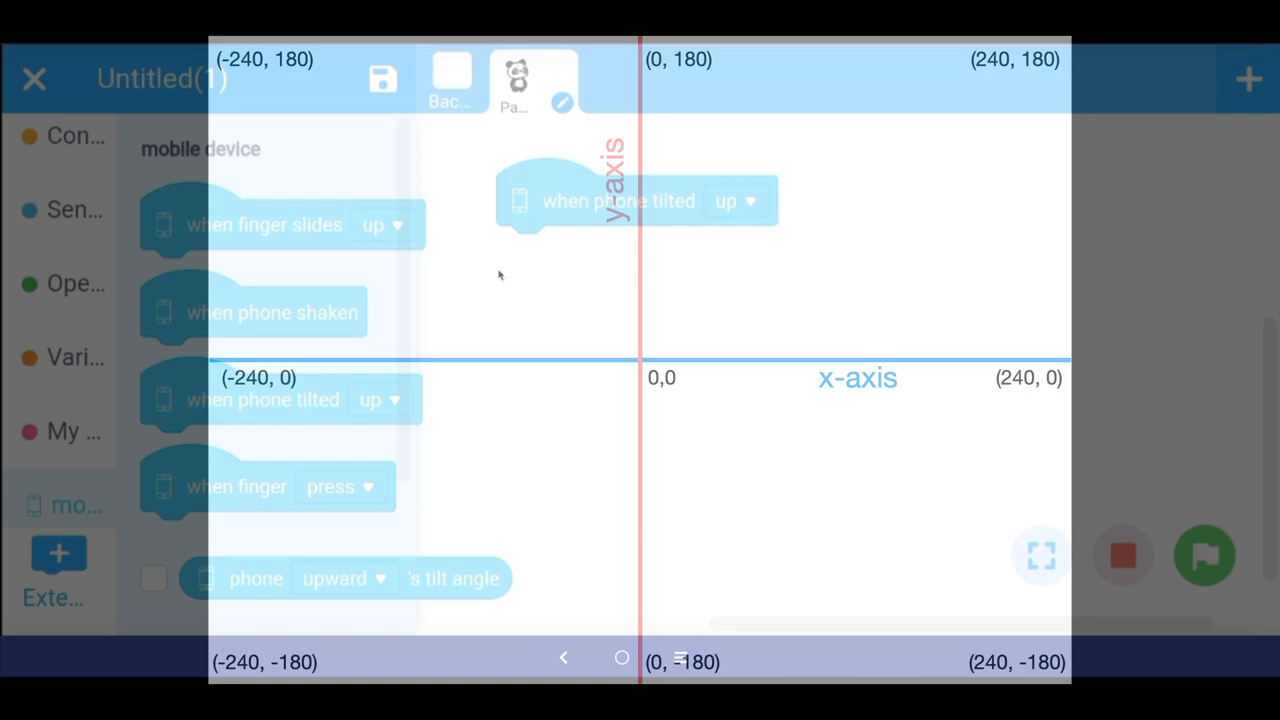 (-240, 180)
(0, 180)
(240, 180)
Untitled(1)
Bac...
Pa...
Con...
Sen...
Ope...
Vari...
My ...
mo...
Exte...
mobile device
when finger slides up
when phone shaken
when phone tilted up
when finger press
phone upward 's tilt angle
when phone tilted up
y-axis
(-240, 0)
0,0
x-axis
(240, 0)
(-240, -180)
(0, -180)
(240, -180)